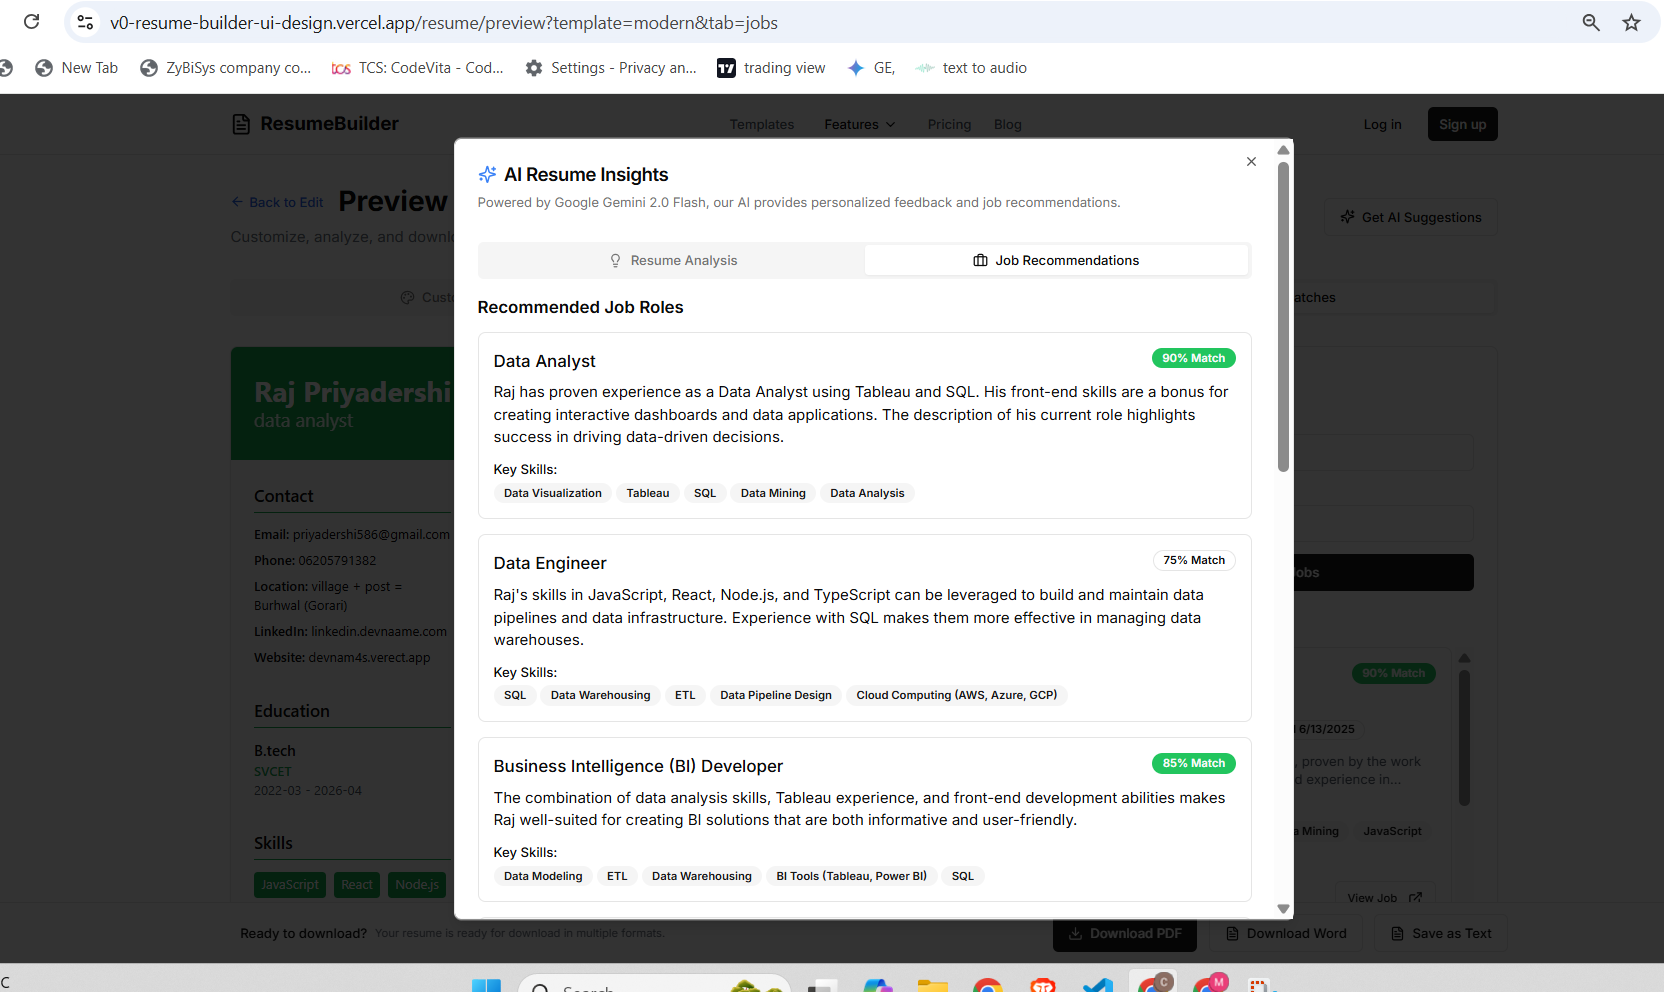 v0-resume-builder-ui-design.vercel.app/resume/preview?template=modern&tab=jobs
New Tab
ZyBiSys company co...
tcs TCS: CodeVita - Cod...
Settings - Privacy an...
trading view
GE,
text to audio
ResumeBuilder
Templates
Features
Pricing
Blog
Log in
Sign up
Back to Edit
Preview
Customize, analyze, and downl
Get AI Suggestions
AI Resume Insights
Powered by Google Gemini 2.0 Flash, our AI provides personalized feedback and job recommendations.
Resume Analysis
Job Recommendations
Recommended Job Roles
Data Analyst
90% Match
Raj has proven experience as a Data Analyst using Tableau and SQL. His front-end skills are a bonus for
creating interactive dashboards and data applications. The description of his current role highlights
success in driving data-driven decisions.
Key Skills:
Data Visualization Tableau SQL Data Mining Data Analysis
Data Engineer
75% Match
Raj's skills in JavaScript, React, Node.js, and TypeScript can be leveraged to build and maintain data
pipelines and data infrastructure. Experience with SQL makes them more effective in managing data
warehouses.
Key Skills:
SQL Data Warehousing ETL Data Pipeline Design Cloud Computing (AWS, Azure, GCP)
Business Intelligence (BI) Developer
85% Match
The combination of data analysis skills, Tableau experience, and front-end development abilities makes
Raj well-suited for creating BI solutions that are both informative and user-friendly.
Key Skills:
Data Modeling ETL Data Warehousing BI Tools (Tableau, Power BI) SQL
Custo
atches
Raj Priyadershi
data analyst
Contact
Email: priyadershi586@gmail.com
Phone: 06205791382
Location: village + post =
Burhwal (Gorari)
LinkedIn: linkedin.devnaame.com
Website: devnam4s.verect.app
Education
B.tech
SVCET
2022-03 - 2026-04
Skills
JavaScript React Node.js
obs
90% Match
6/13/2025
, proven by the work
d experience in...
a Mining JavaScript
View Job
Ready to download? Your resume is ready for download in multiple formats.
Download PDF
Download Word
Save as Text
C
Search
C
M